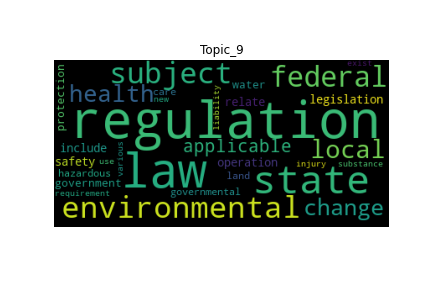 Topic_9
protection
subject
federal
exist
health
care
new
water
liability
relate
legislation
regulation
include
various
applicable
local
safety
use
law
operation
injury
substance
hazardous
government
land
state
requirement
governmental
environmental
change